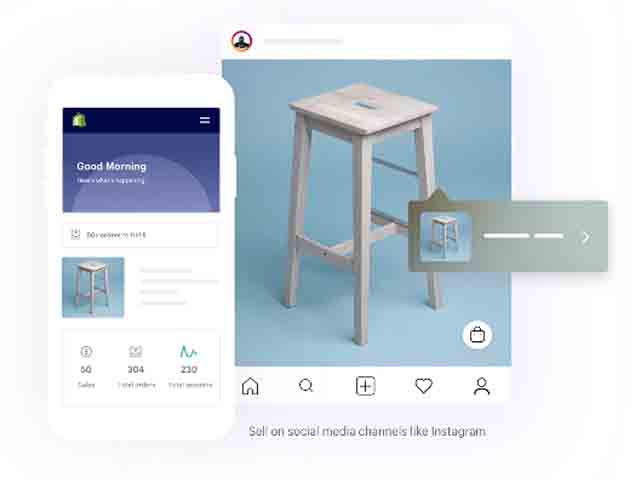 Good Morning
Here's what's happening
50+ orders to fulfill
50
304
230
Sales
Total orders
Total sessions
Sell on social media channels like Instagram